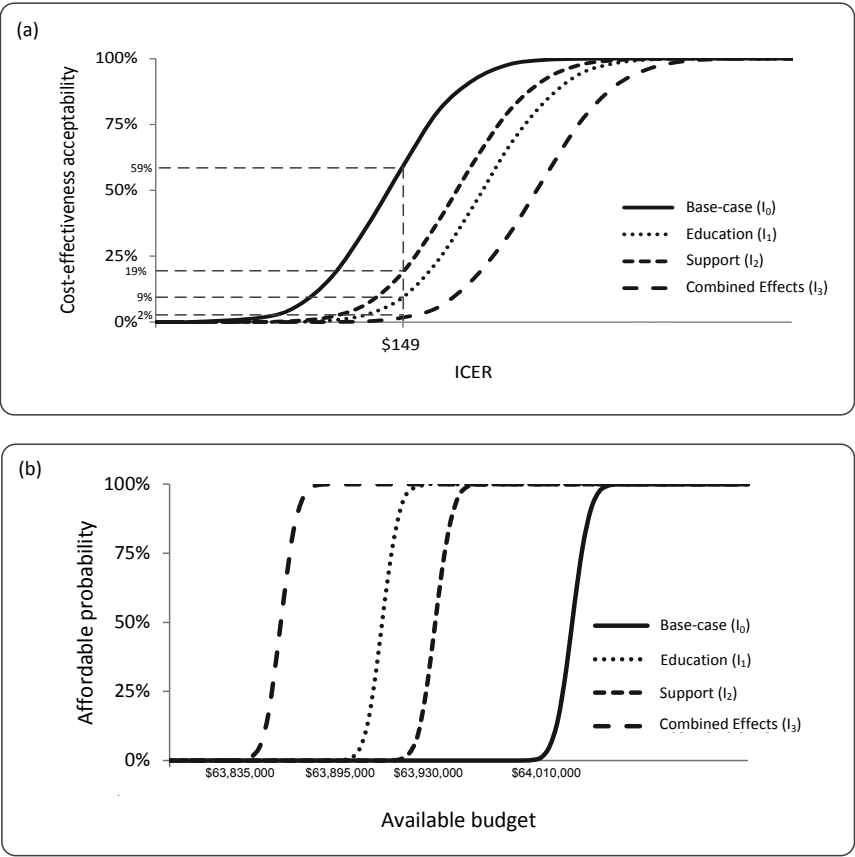 (a)
Cost-effectiveness acceptability
100%
75%
59%
50%
25%
19%
9%
2%
0%
$149
ICER
Base-case (I₀)
Education (I₁)
Support (I₂)
Combined Effects (I₃)
(b)
Affordable probability
100%
75%
50%
25%
0%
$63,835,000 $63,895,000 $63,930,000 $64,010,000
Available budget
Base-case (I₀)
Education (I₁)
Support (I₂)
Combined Effects (I₃)